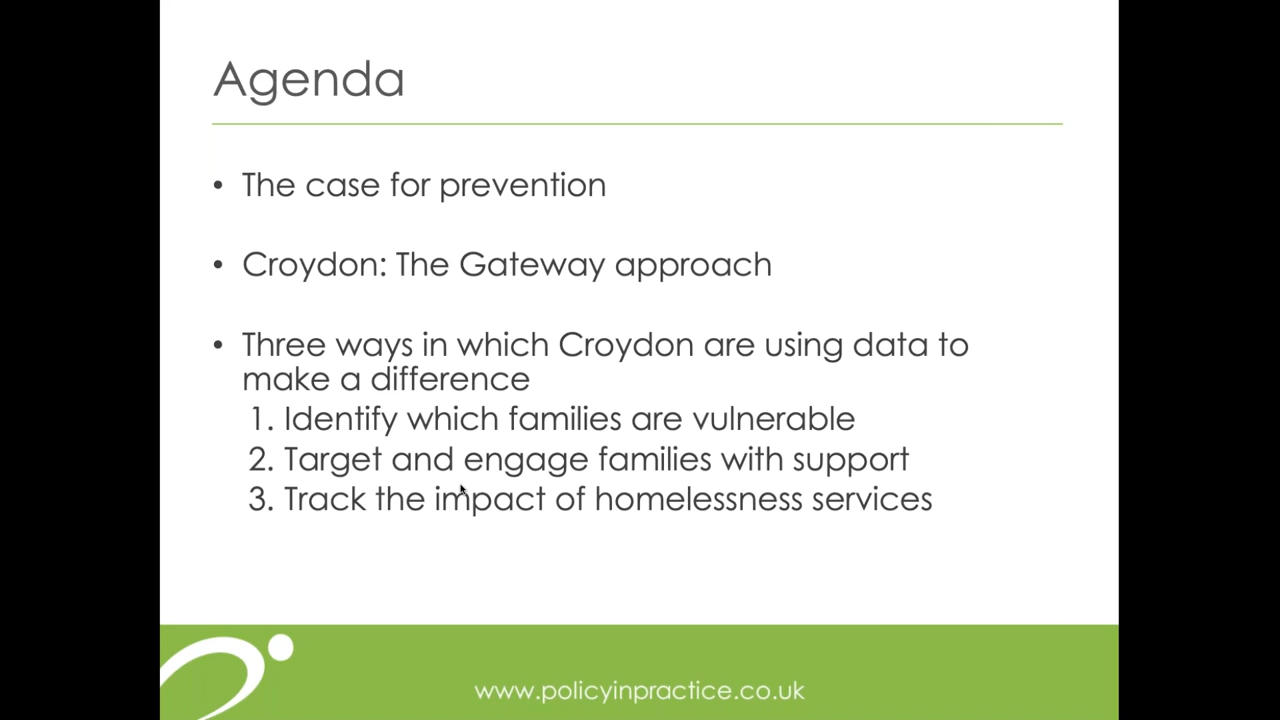 Agenda
• The case for prevention
• Croydon: The Gateway approach
• Three ways in which Croydon are using data to
make a difference
1. Identify which families are vulnerable
2. Target and engage families with support
3. Track the impact of homelessness services
www.policyinpractice.co.uk